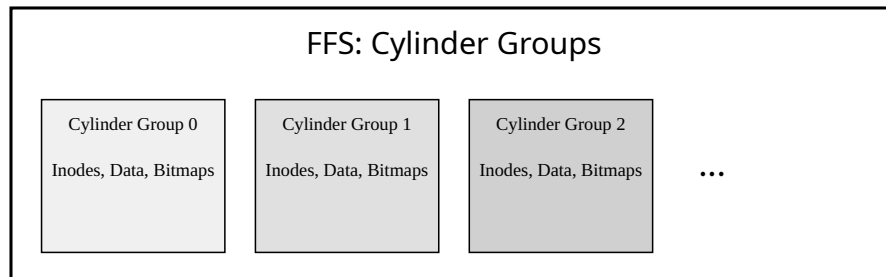 FFS: Cylinder Groups
Cylinder Group 0
Inodes, Data, Bitmaps
Cylinder Group 1
Inodes, Data, Bitmaps
Cylinder Group 2
Inodes, Data, Bitmaps
...